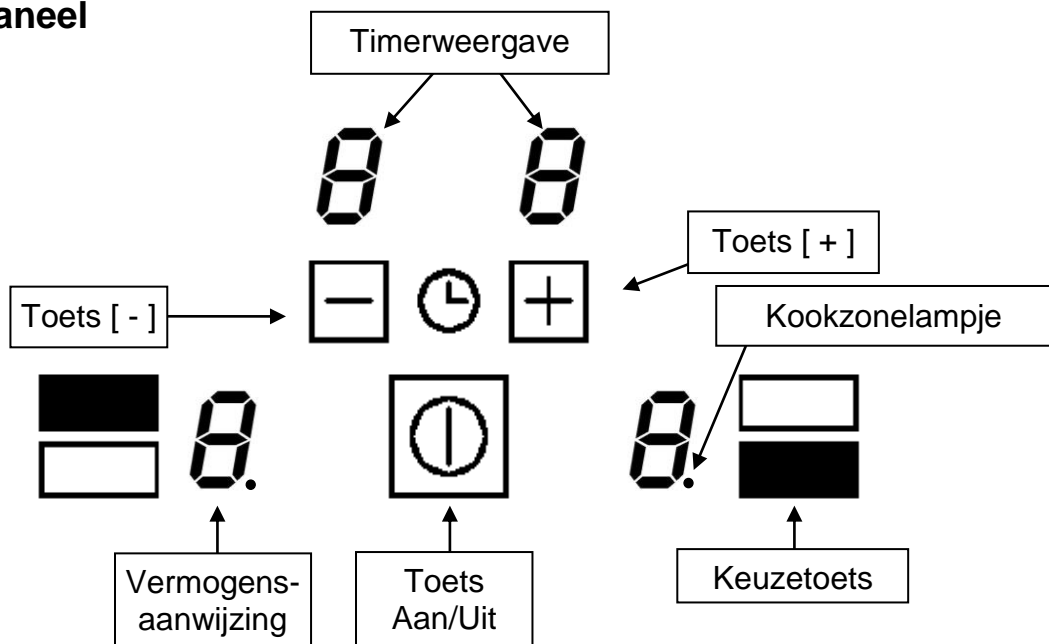 aneel
Timerweergave
Toets [ + ]
Toets [ - ]
Kookzonelampje
Vermogens-
aanwijzing
Toets
Aan/Uit
Keuzetoets